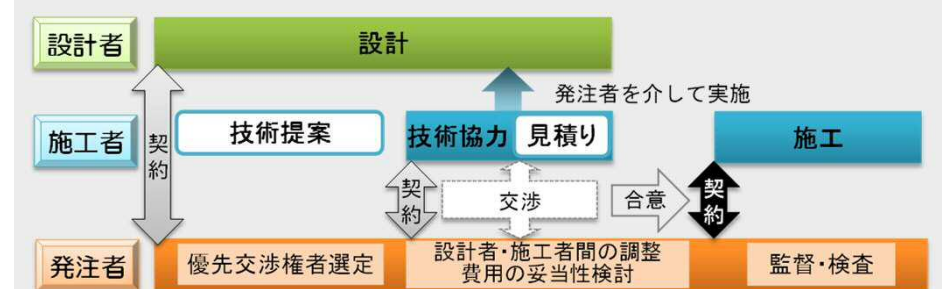 設計者
設計
発注者を介して実施
施工者
契約
技術提案
技術協力
見積り
施工
契約
交渉
合意
契約
発注者
優先交渉権者選定
設計者・施工者間の調整
費用の妥当性検討
監督・検査